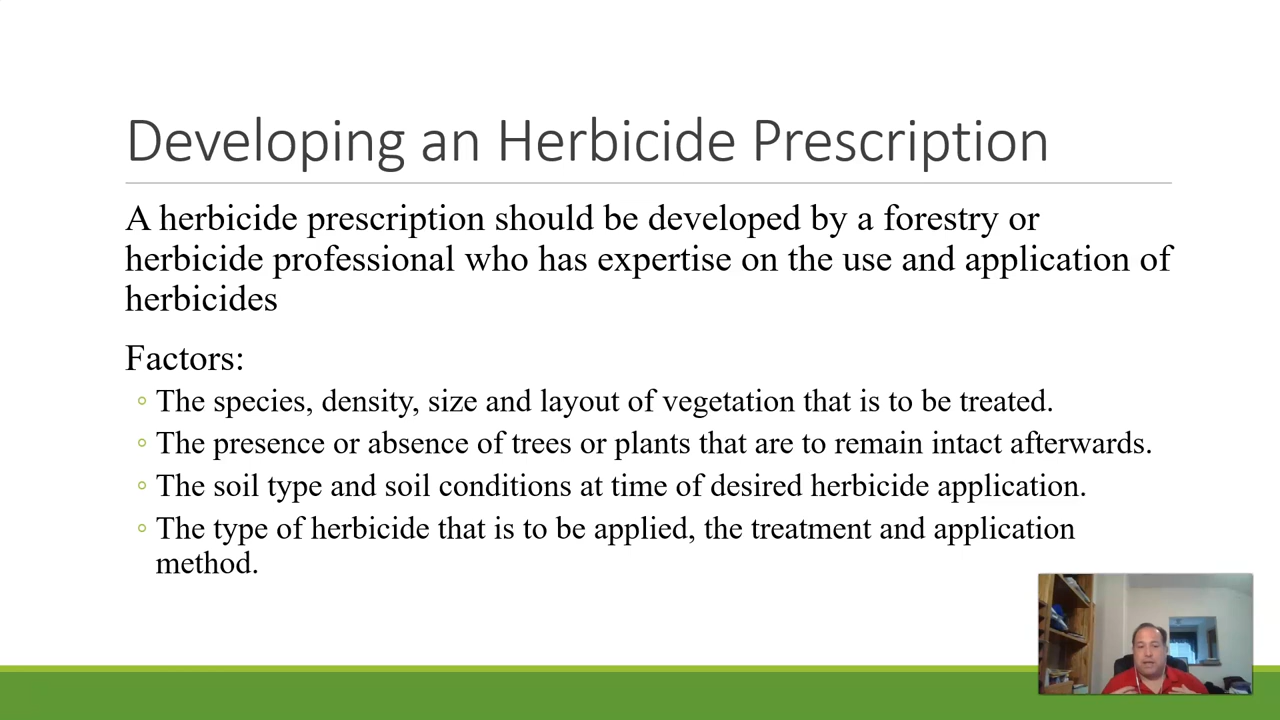 Developing an Herbicide Prescription
A herbicide prescription should be developed by a forestry or
herbicide professional who has expertise on the use and application of
herbicides
Factors:
◦ The species, density, size and layout of vegetation that is to be treated.
◦ The presence or absence of trees or plants that are to remain intact afterwards.
◦ The soil type and soil conditions at time of desired herbicide application.
◦ The type of herbicide that is to be applied, the treatment and application
method.